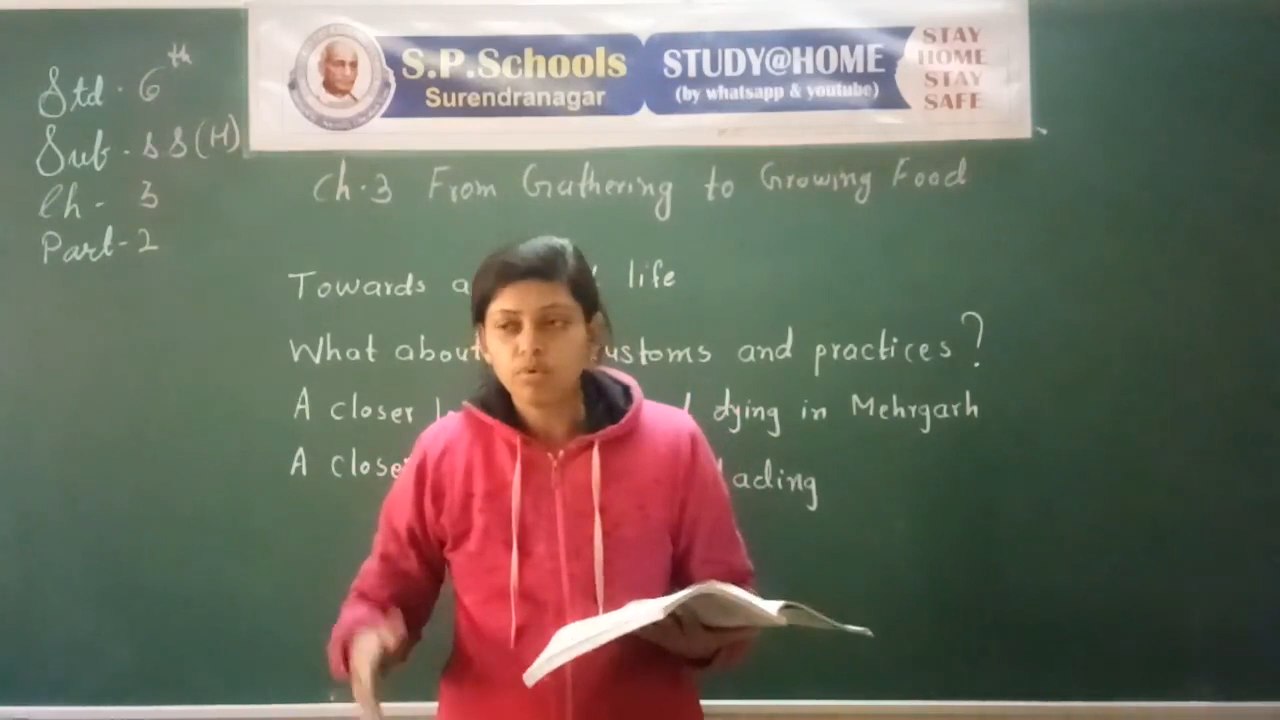 S.P.Schools
Surendranagar
STUDY@HOME
(by whatsapp & youtube)
STAY
HOME
STAY
SAFE
Std. 6th
Sub. SS(H)
Ch- 3
Part-2
Ch.3 From Gathering to Growing Food
Towards a life
What about customs and practices?
A closer dying in Mehrgarh
A close ading